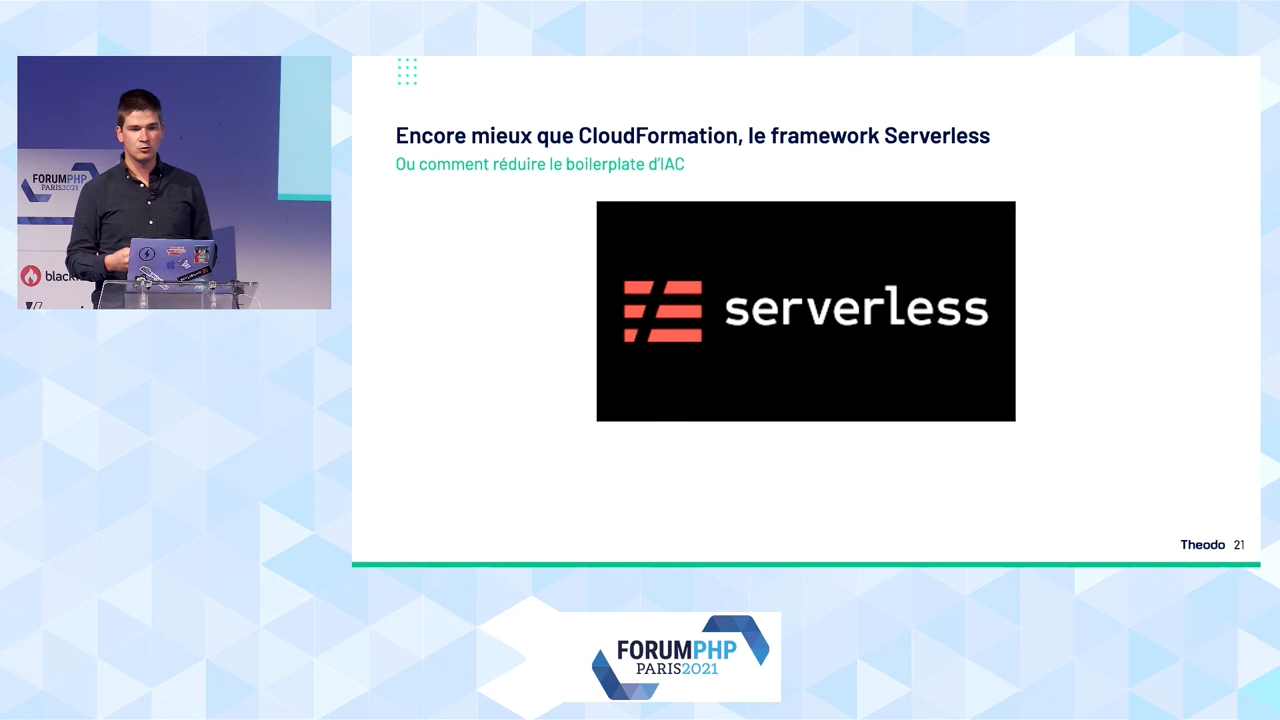 Encore mieux que CloudFormation, le framework Serverless
Ou comment réduire le boilerplate d'IAC
serverless
Theodo 21
FORUMPHP
PARIS2021
black
FORUMPHP
PARIS2021